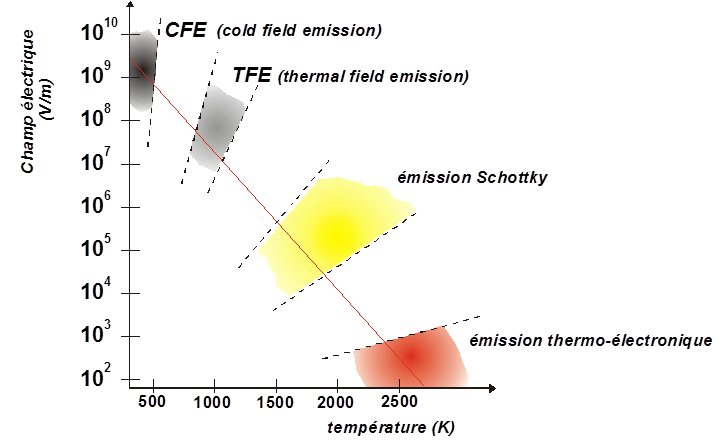 Champ électrique
(V/m)
10¹⁰
10⁹
10⁸
10⁷
10⁶
10⁵
10⁴
10³
10²
CFE (cold field emission)
TFE (thermal field emission)
émission Schottky
émission thermo-électronique
500 1000 1500 2000 2500
température (K)